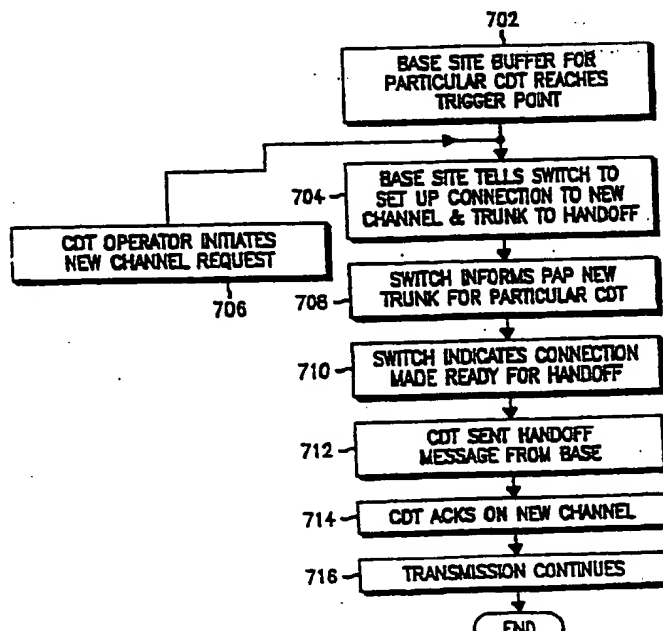 702
BASE SITE BUFFER FOR
PARTICULAR CDT REACHES
TRIGGER POINT
704
BASE SITE TELLS SWITCH TO
SET UP CONNECTION TO NEW
CHANNEL & TRUNK TO HANDOFF
CDT OPERATOR INITIATES
NEW CHANNEL REQUEST
706
708
SWITCH INFORMS PAP NEW
TRUNK FOR PARTICULAR CDT
710
SWITCH INDICATES CONNECTION
MADE READY FOR HANDOFF
712
CDT SENT HANDOFF
MESSAGE FROM BASE
714
CDT ACKS ON NEW CHANNEL
716
TRANSMISSION CONTINUES
END